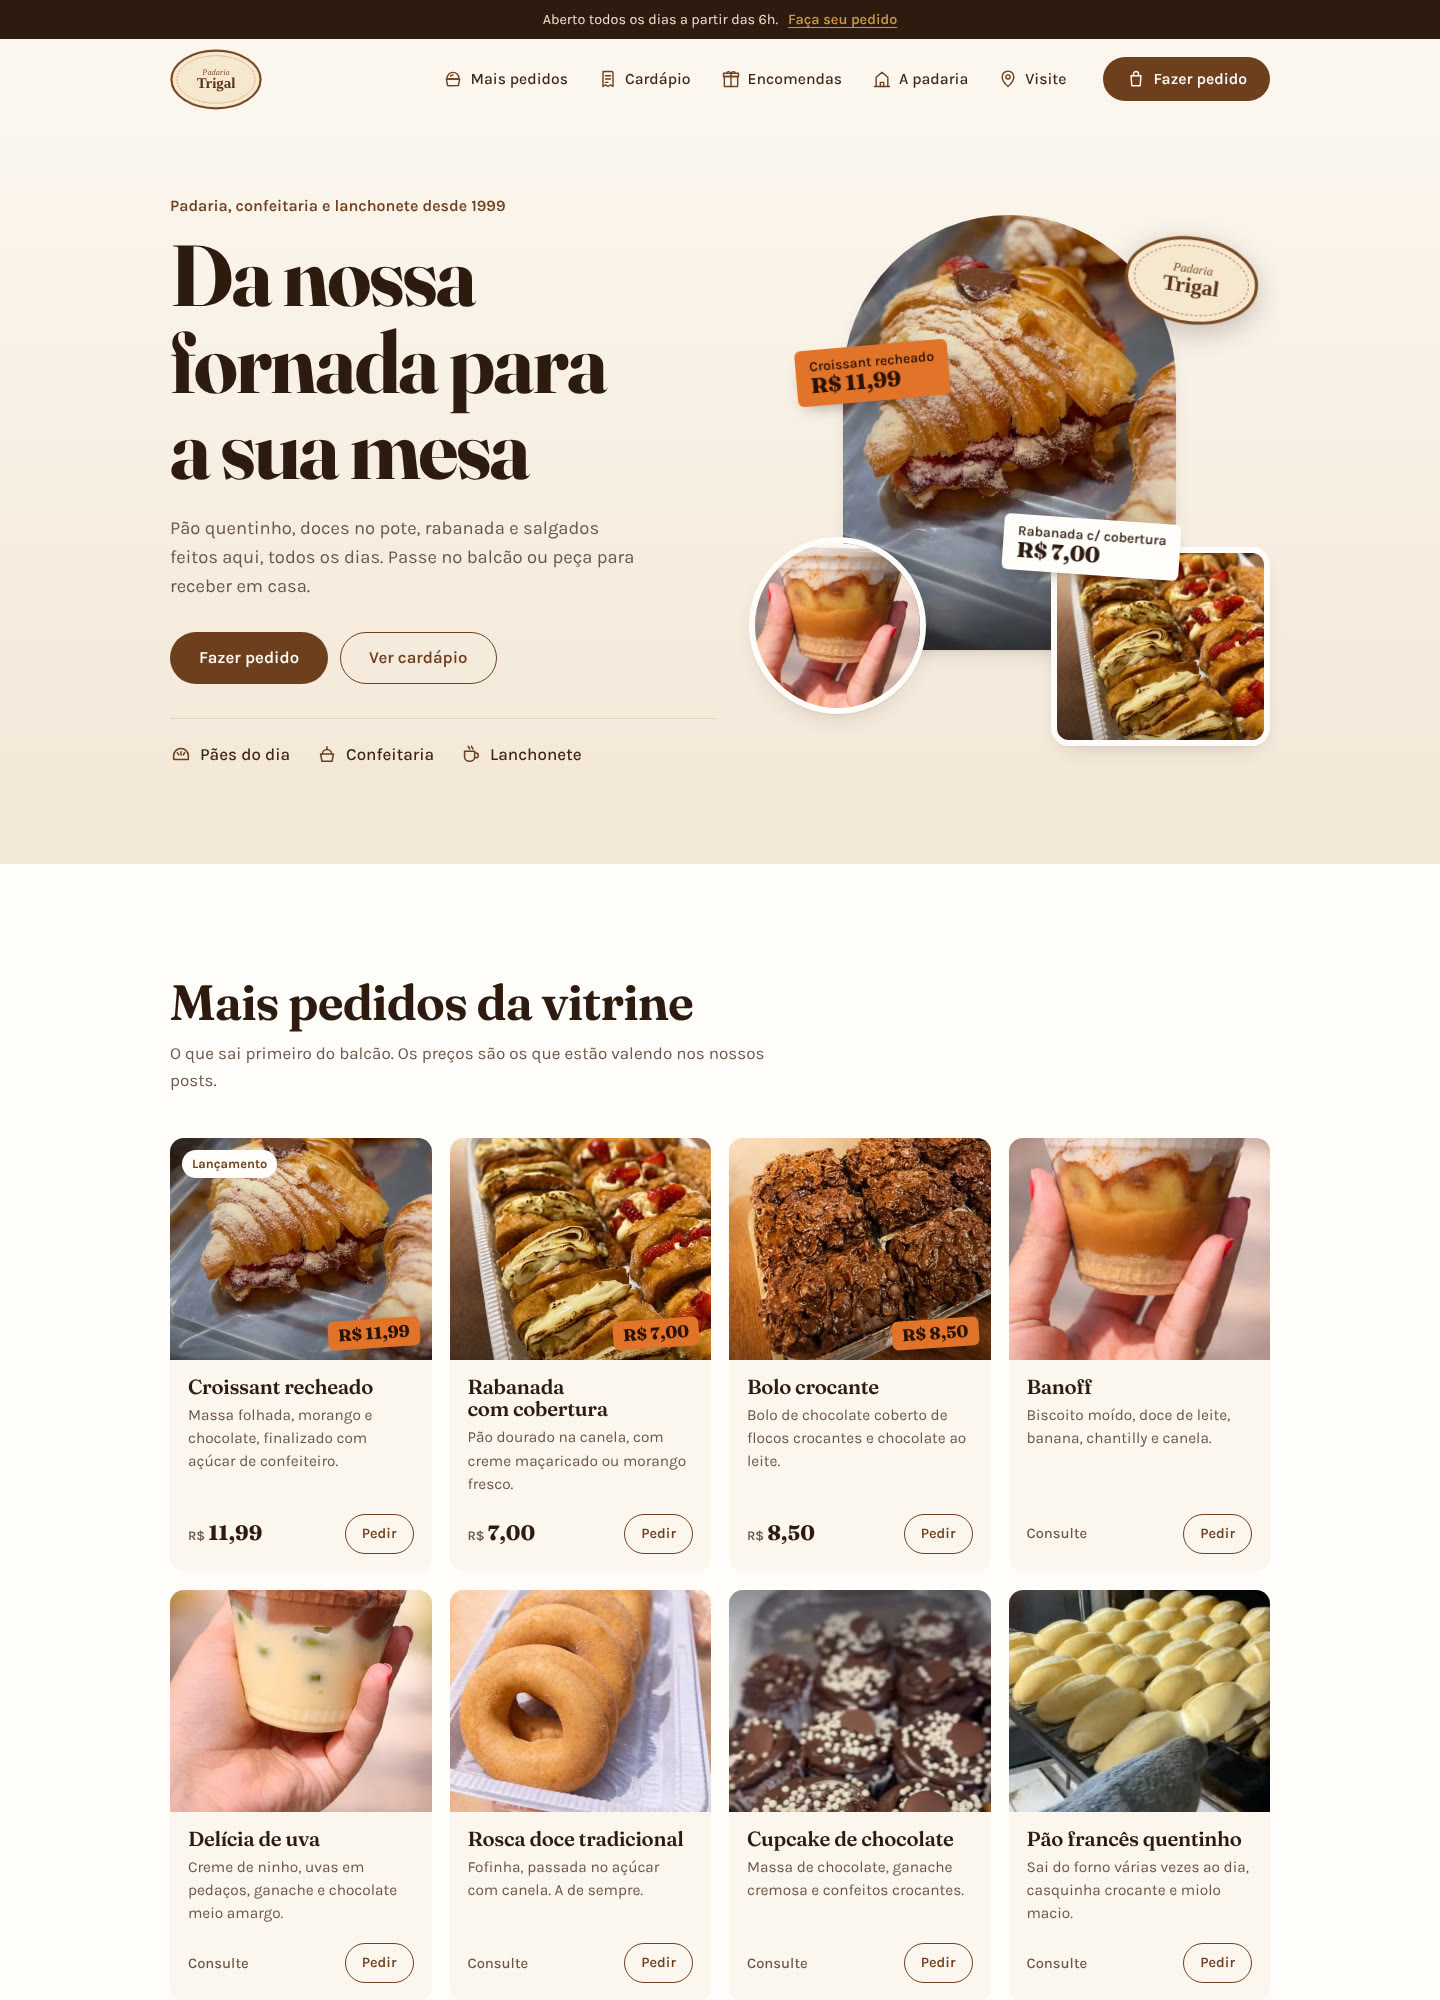 Aberto todos os dias a partir das 6h. Faça seu pedido
Padaria
Trigal
Mais pedidos
Cardápio
Encomendas
A padaria
Visite
Fazer pedido
Padaria, confeitaria e lanchonete desde 1999
Da nossa
fornada para
a sua mesa
Pão quentinho, doces no pote, rabanada e salgados
feitos aqui, todos os dias. Passe no balcão ou peça para
receber em casa.
Fazer pedido
Ver cardápio
Pães do dia
Confeitaria
Lanchonete
Padaria
Trigal
Croissant recheado
R$ 11,99
Rabanada c/ cobertura
R$ 7,00
Mais pedidos da vitrine
O que sai primeiro do balcão. Os preços são os que estão valendo nos nossos
posts.
Lançamento
R$ 11,99
Croissant recheado
Massa folhada, morango e
chocolate, finalizado com
açúcar de confeiteiro.
R$ 11,99
Pedir
R$ 7,00
Rabanada
com cobertura
Pão dourado na canela, com
creme maçaricado ou morango
fresco.
R$ 7,00
Pedir
R$ 8,50
Bolo crocante
Bolo de chocolate coberto de
flocos crocantes e chocolate ao
leite.
R$ 8,50
Pedir
Banoff
Biscoito moído, doce de leite,
banana, chantilly e canela.
Consulte
Pedir
Delícia de uva
Creme de ninho, uvas em
pedaços, ganache e chocolate
meio amargo.
Consulte
Pedir
Rosca doce tradicional
Fofinha, passada no açúcar
com canela. A de sempre.
Consulte
Pedir
Cupcake de chocolate
Massa de chocolate, ganache
cremosa e confeitos crocantes.
Consulte
Pedir
Pão francês quentinho
Sai do forno várias vezes ao dia,
casquinha crocante e miolo
macio.
Consulte
Pedir